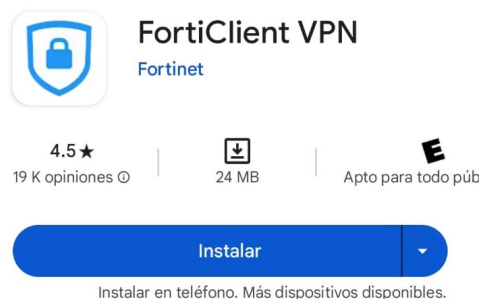 FortiClient VPN
Fortinet
4.5★
19 K opiniones ⓘ
24 MB
E
Apto para todo púb
Instalar
Instalar en teléfono. Más dispositivos disponibles.